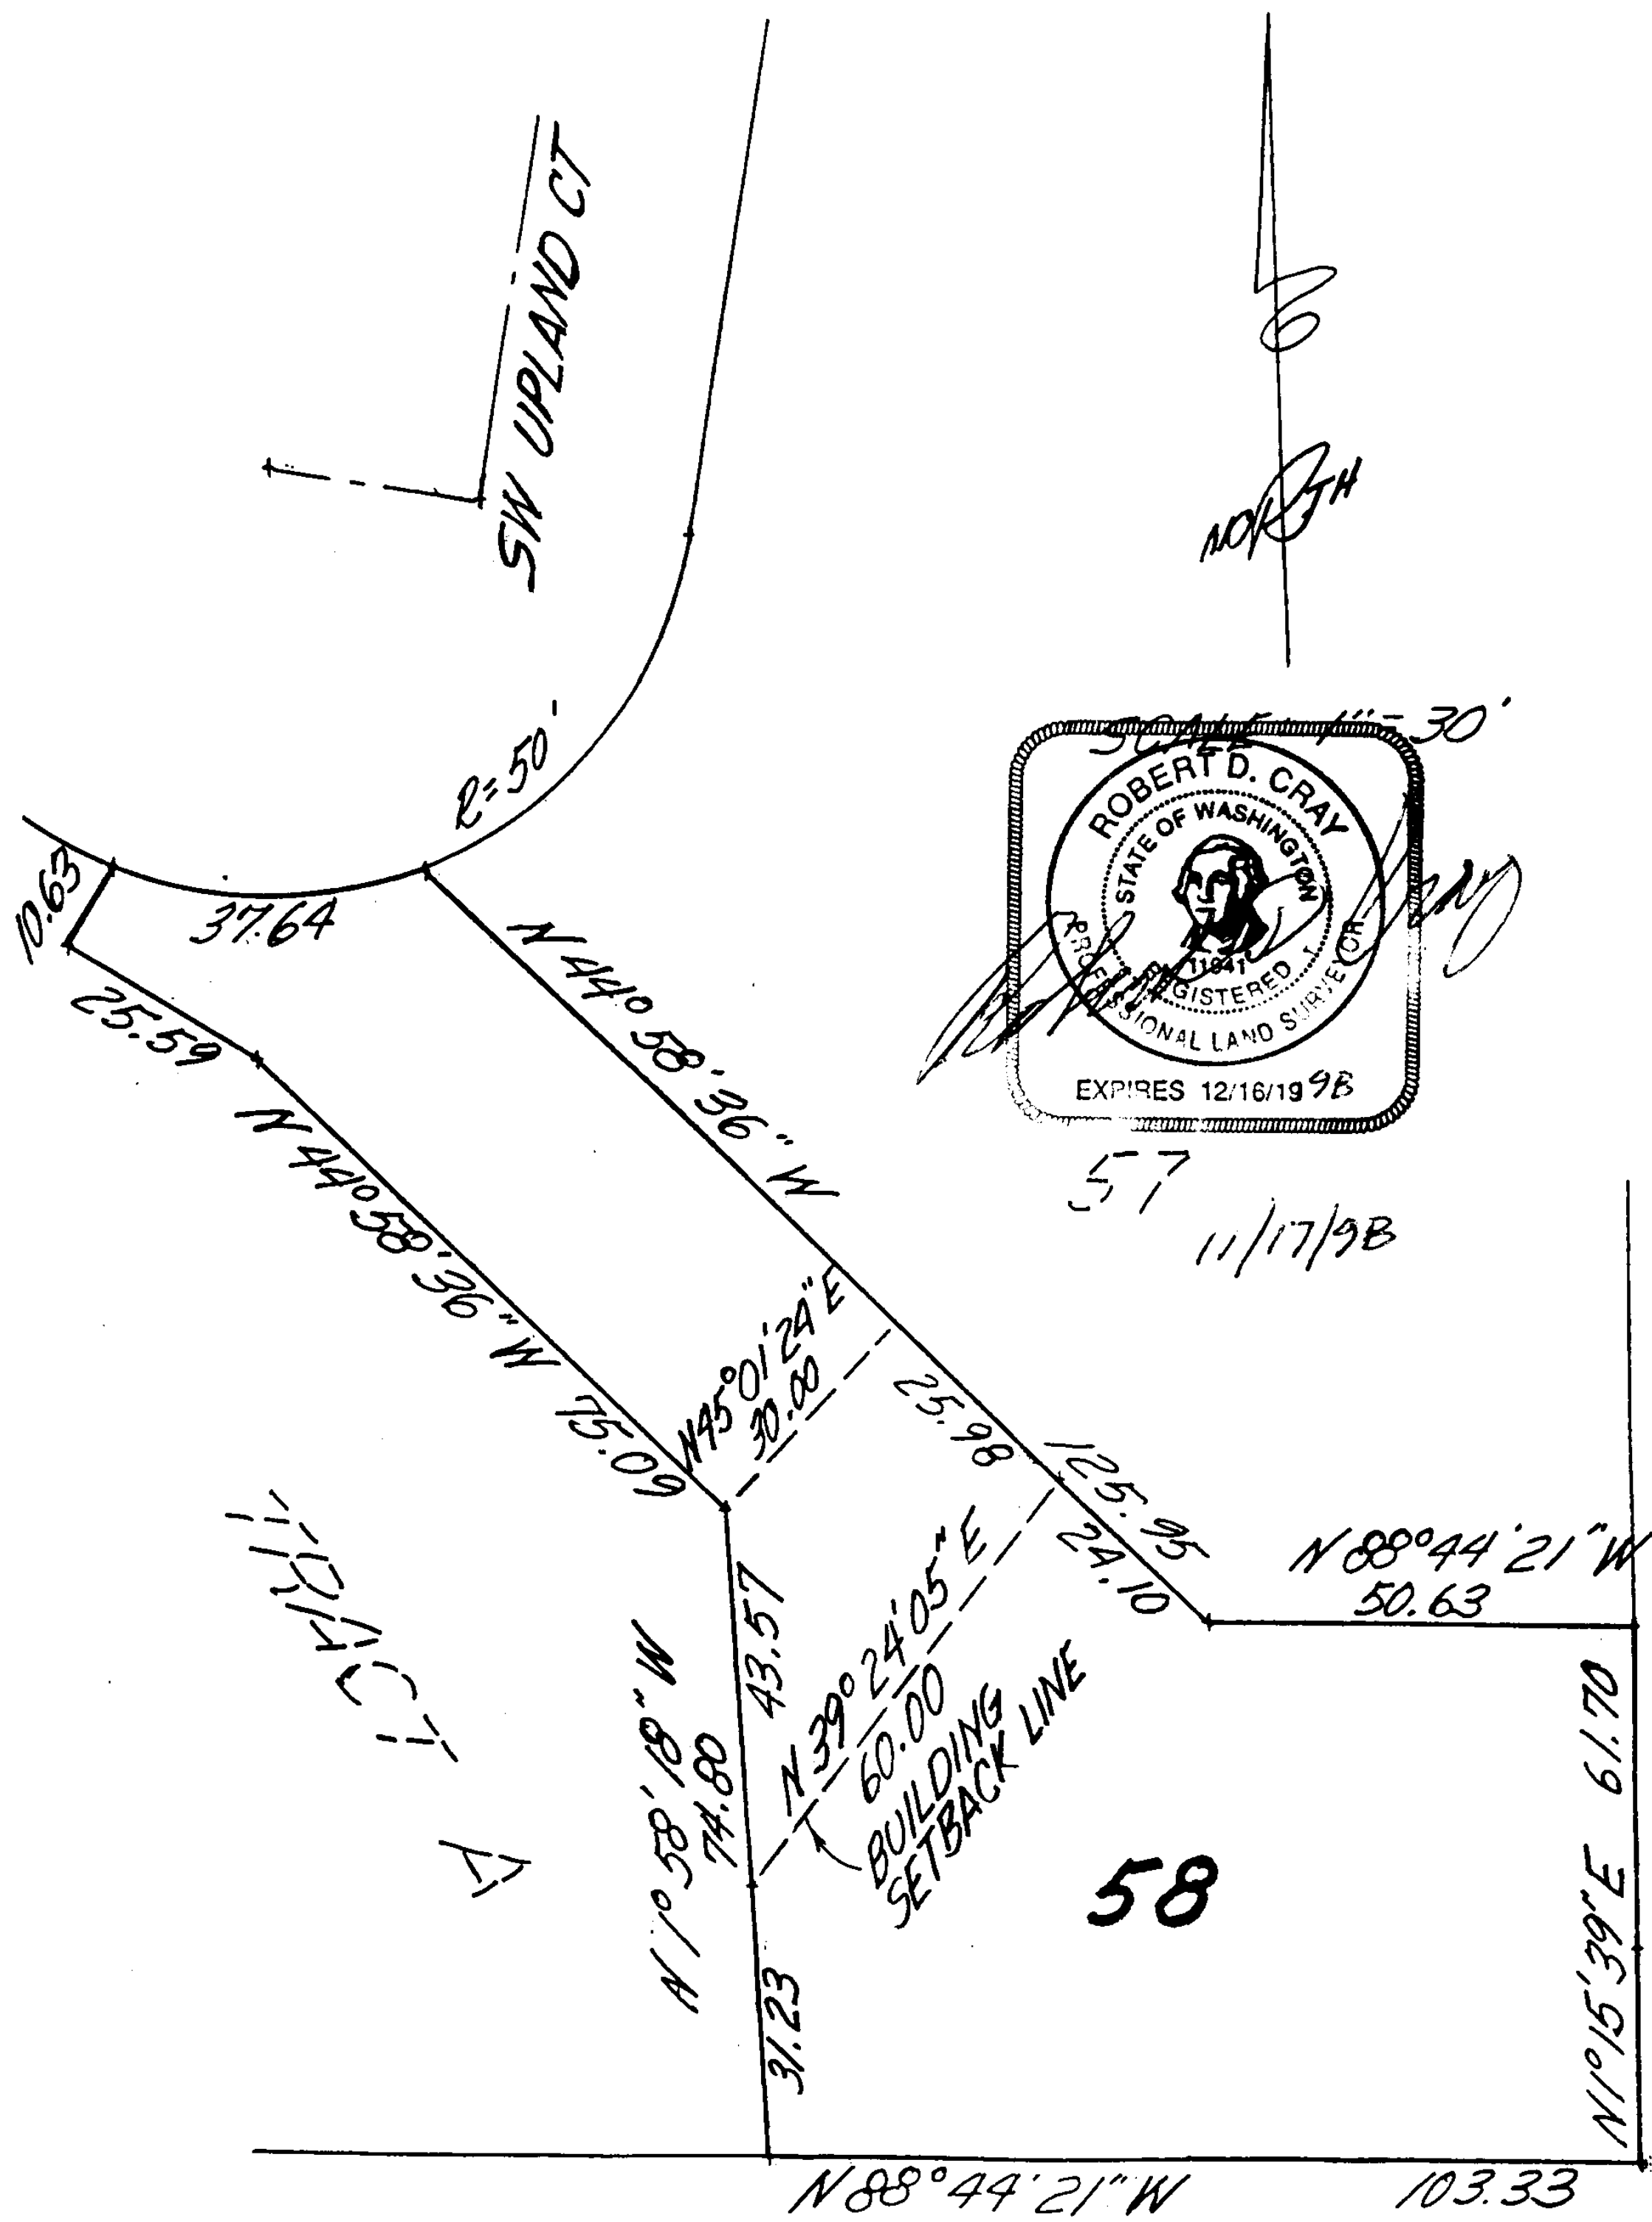 SW UPLAND CT
NORTH
SCALE 1"=30'
ROBERT D. CRAY
STATE OF WASHINGTON
11941
REGISTERED
PROFESSIONAL LAND SURVEYOR
EXPIRES 12/16/19 98
57
11/17/98
R=50'
10.63
37.64
25.59
N 44° 58' 36" W
N 44° 58' 36" W
75.09
N45° 01' 24" E
30.00
25.98
125.95
24.10
N 88° 44' 21" W
50.63
TRACT
A
N 1° 58' 18" W
74.80
43.57
N 39° 24' 05" E
60.00
BUILDING
SETBACK LINE
58
N1° 15' 39" E 61.70
31.23
N 88° 44' 21" W 103.33